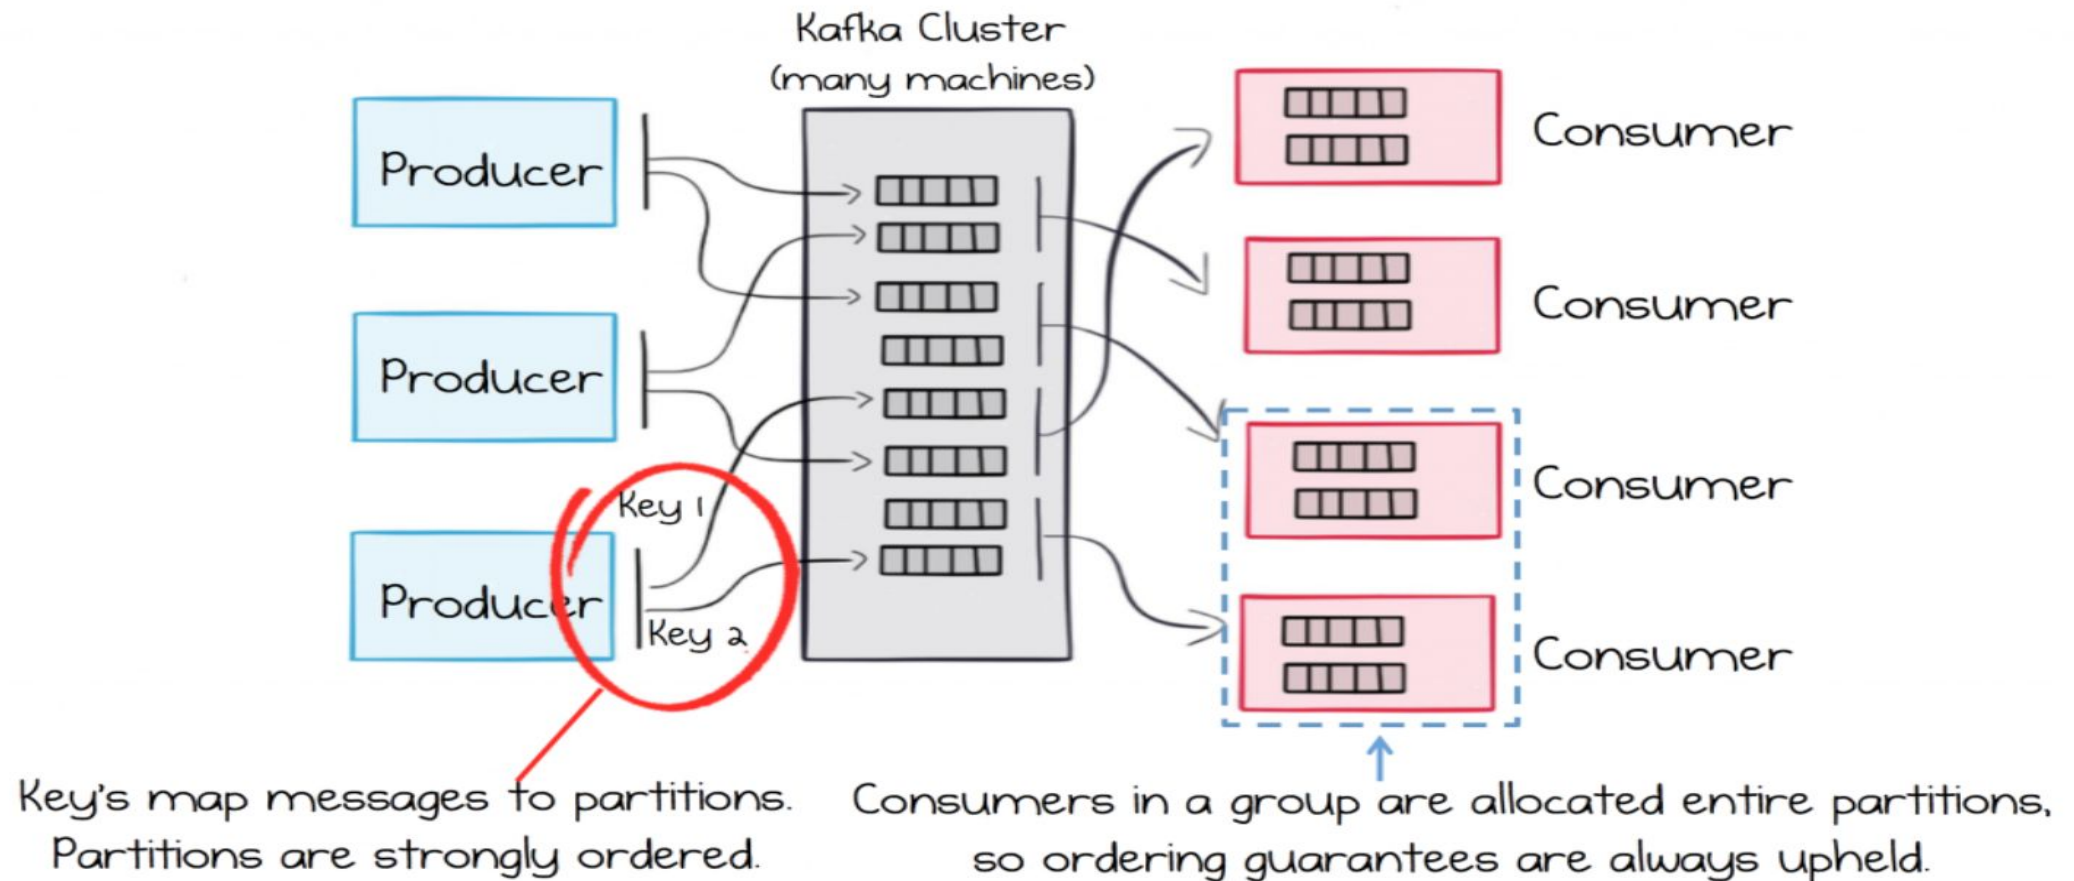 Kafka Cluster
(many machines)
Producer
Producer
Producer
Key 1
Key 2
Consumer
Consumer
Consumer
Consumer
Key's map messages to partitions.
Partitions are strongly ordered.
Consumers in a group are allocated entire partitions,
so ordering guarantees are always upheld.